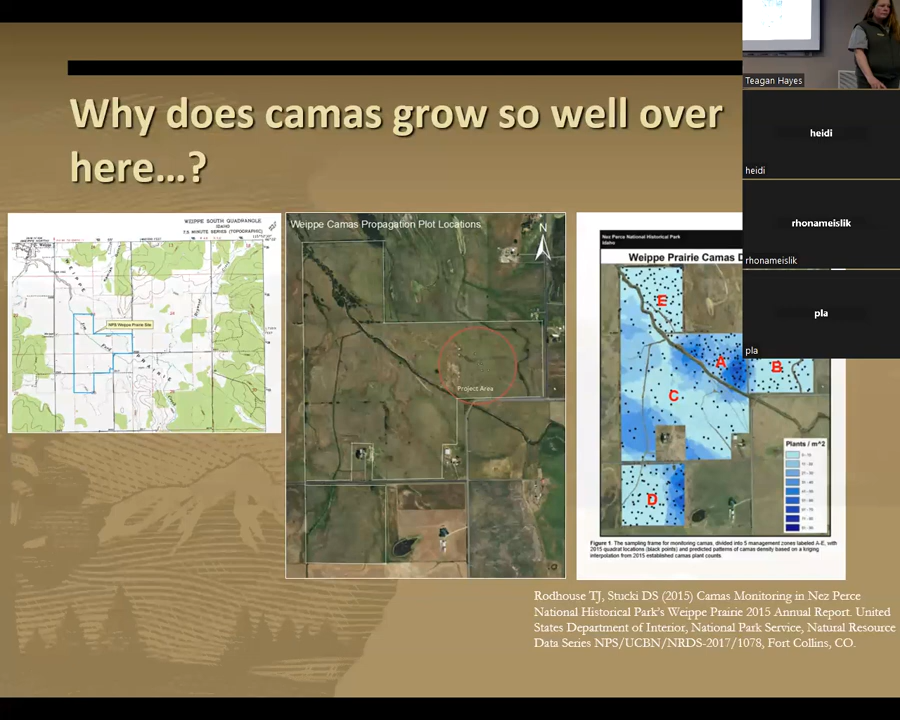 Why does camas grow so well over
here...?
WEIPPE SOUTH QUADRANGLE
IDAHO
7.5 MINUTE SERIES (TOPOGRAPHIC)
NPS Weippe Prairie Site
WEIPPE
PRAIRIE
Weippe Camas Propagation Plot Locations
N
Project Area
Nez Perce National Historical Park
Idaho
Weippe Prairie Camas D
E
A
B
C
D
Plants / m^2
Figure 1. The sampling frame for monitoring camas, divided into 5 management zones labeled A-E, with
2015 quadrat locations (black points) and predicted patterns of camas density based on a kriging
interpolation from 2015 established camas plant counts
Rodhouse TJ, Stucki DS (2015) Camas Monitoring in Nez Perce
National Historical Park's Weippe Prairie 2015 Annual Report. United
States Department of Interior, National Park Service, Natural Resource
Data Series NPS/UCBN/NRDS-2017/1078, Fort Collins, CO.
Teagan Hayes
heidi
heidi
rhonameislik
rhonameislik
pla
pla